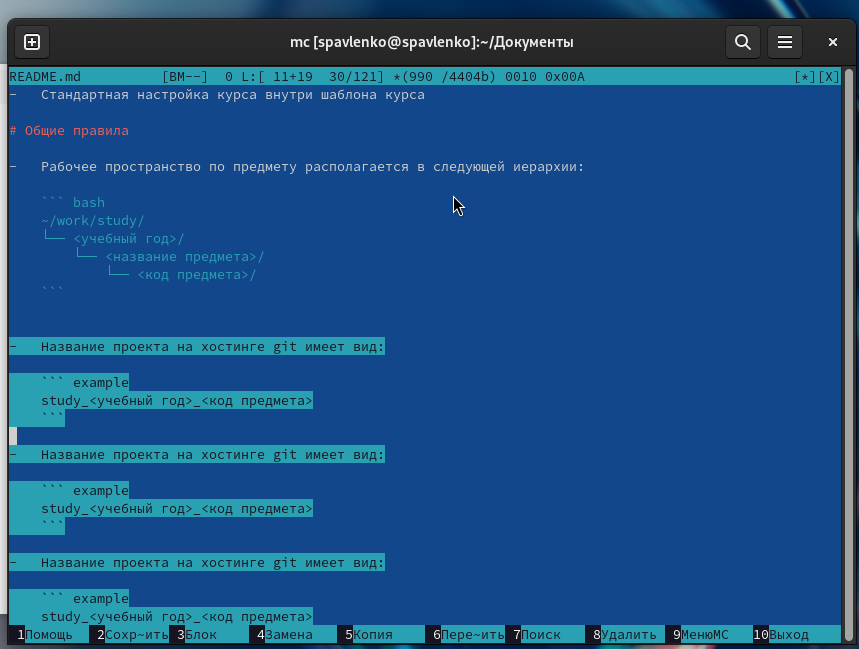 mc [spavlenko@spavlenko]:~/Документы
README.md          [BM--]  0 L:[ 11+19  30/121] *(990 /4404b) 0010 0x00A                          [*][X]
-   Стандартная настройка курса внутри шаблона курса
# Общие правила
-   Рабочее пространство по предмету располагается в следующей иерархии:
    ``` bash
    ~/work/study/
    └── <учебный год>/
        └── <название предмета>/
            └── <код предмета>/
    ```
-   Название проекта на хостинге git имеет вид:
    ``` example
    study_<учебный год>_<код предмета>
    ```
-   Название проекта на хостинге git имеет вид:
    ``` example
    study_<учебный год>_<код предмета>
    ```
-   Название проекта на хостинге git имеет вид:
    ``` example
    study_<учебный год>_<код предмета>
1Помощь  2Сохр~ить 3Блок  4Замена  5Копия  6Пере~ить 7Поиск  8Удалить  9МенюMC  10Выход